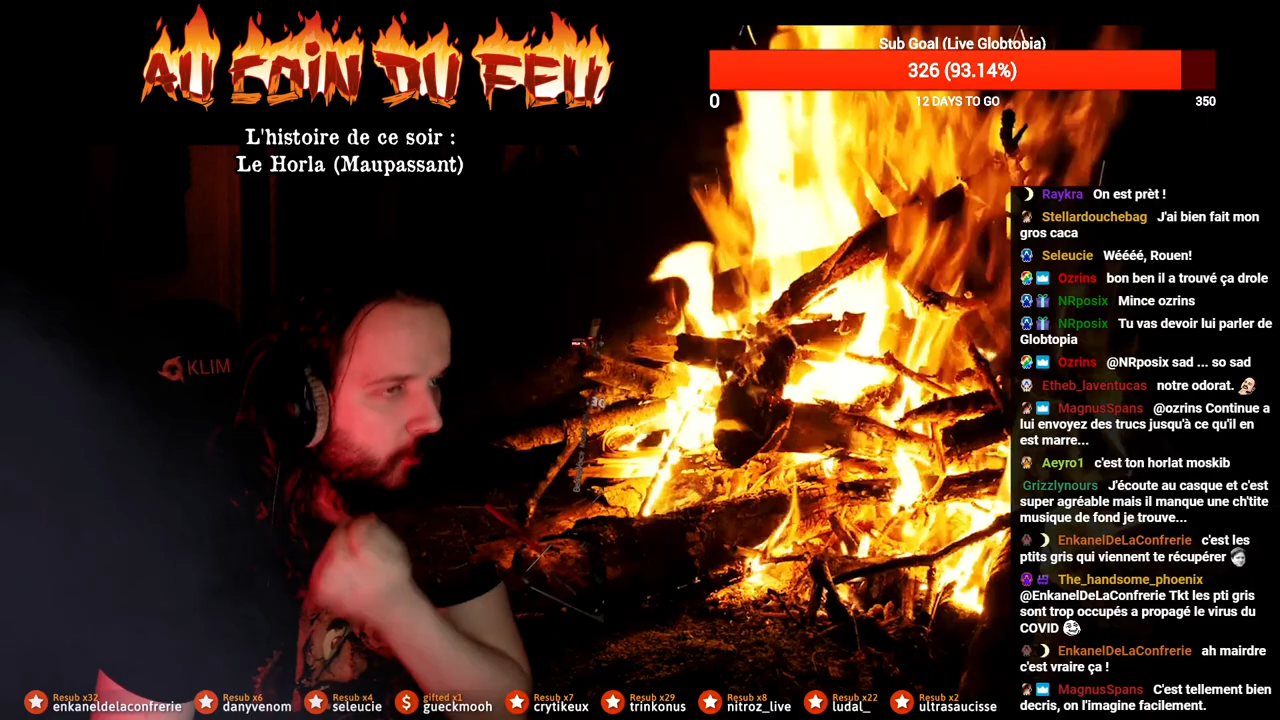 AU COIN DU FEU
L'histoire de ce soir :
Le Horla (Maupassant)
Sub Goal (Live Globtopia)
326 (93.14%)
0
12 DAYS TO GO
350
KLIM
Raykra On est prèt !
Stellardouchebag J'ai bien fait mon
gros caca
Seleucie Wéééé, Rouen!
Ozrins bon ben il a trouvé ça drole
NRposix Mince ozrins
NRposix Tu vas devoir lui parler de
Globtopia
Ozrins @NRposix sad ... so sad
Etheb_laventucas notre odorat.
MagnusSpans @ozrins Continue a
lui envoyez des trucs jusqu'à ce qu'il en
est marre...
Aeyro1 c'est ton horlat moskib
Grizzlynours J'écoute au casque et c'est
super agréable mais il manque une ch'tite
musique de fond je trouve...
EnkanelDeLaConfrerie c'est les
ptits gris qui viennent te récupérer
The_handsome_phoenix
@EnkanelDeLaConfrerie Tkt les pti gris
sont trop occupés a propagé le virus du
COVID
EnkanelDeLaConfrerie ah mairdre
c'est vraire ça !
MagnusSpans C'est tellement bien
decris, on l'imagine facilement.
Resub x32
enkaneldelaconfrerie
Resub x6
danyvenom
Resub x4
seleucie
gifted x1
gueckmooh
Resub x7
crytikeux
Resub x29
trinkonus
Resub x8
nitroz_live
Resub x22
ludal_
Resub x2
ultrasaucisse